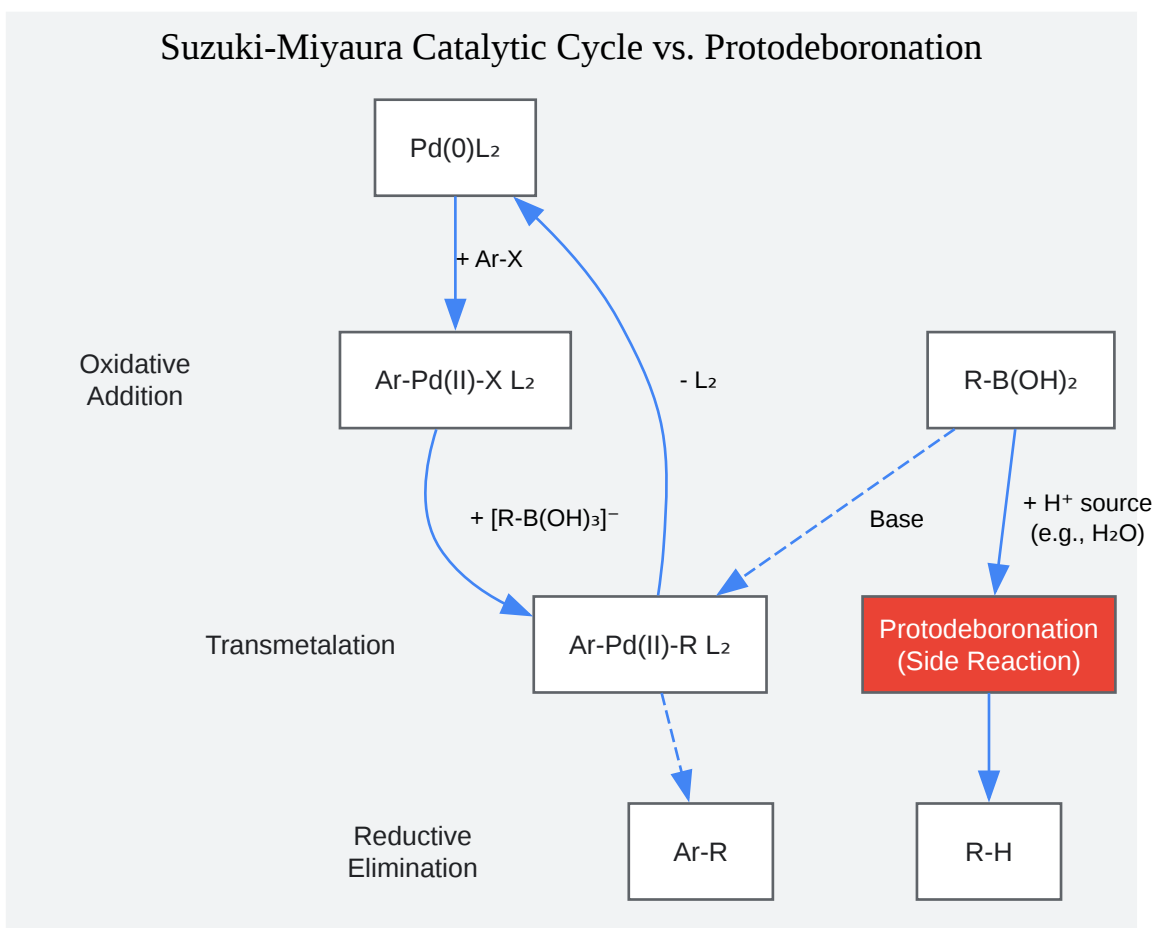 Suzuki-Miyaura Catalytic Cycle vs. Protodeboronation
Pd(0)L₂
+ Ar-X
Oxidative
Addition
Ar-Pd(II)-X L₂
- L₂
R-B(OH)₂
+ [R-B(OH)₃]⁻
Base
+ H⁺ source
(e.g., H₂O)
Transmetalation
Ar-Pd(II)-R L₂
Protodeboronation
(Side Reaction)
Reductive
Elimination
Ar-R
R-H